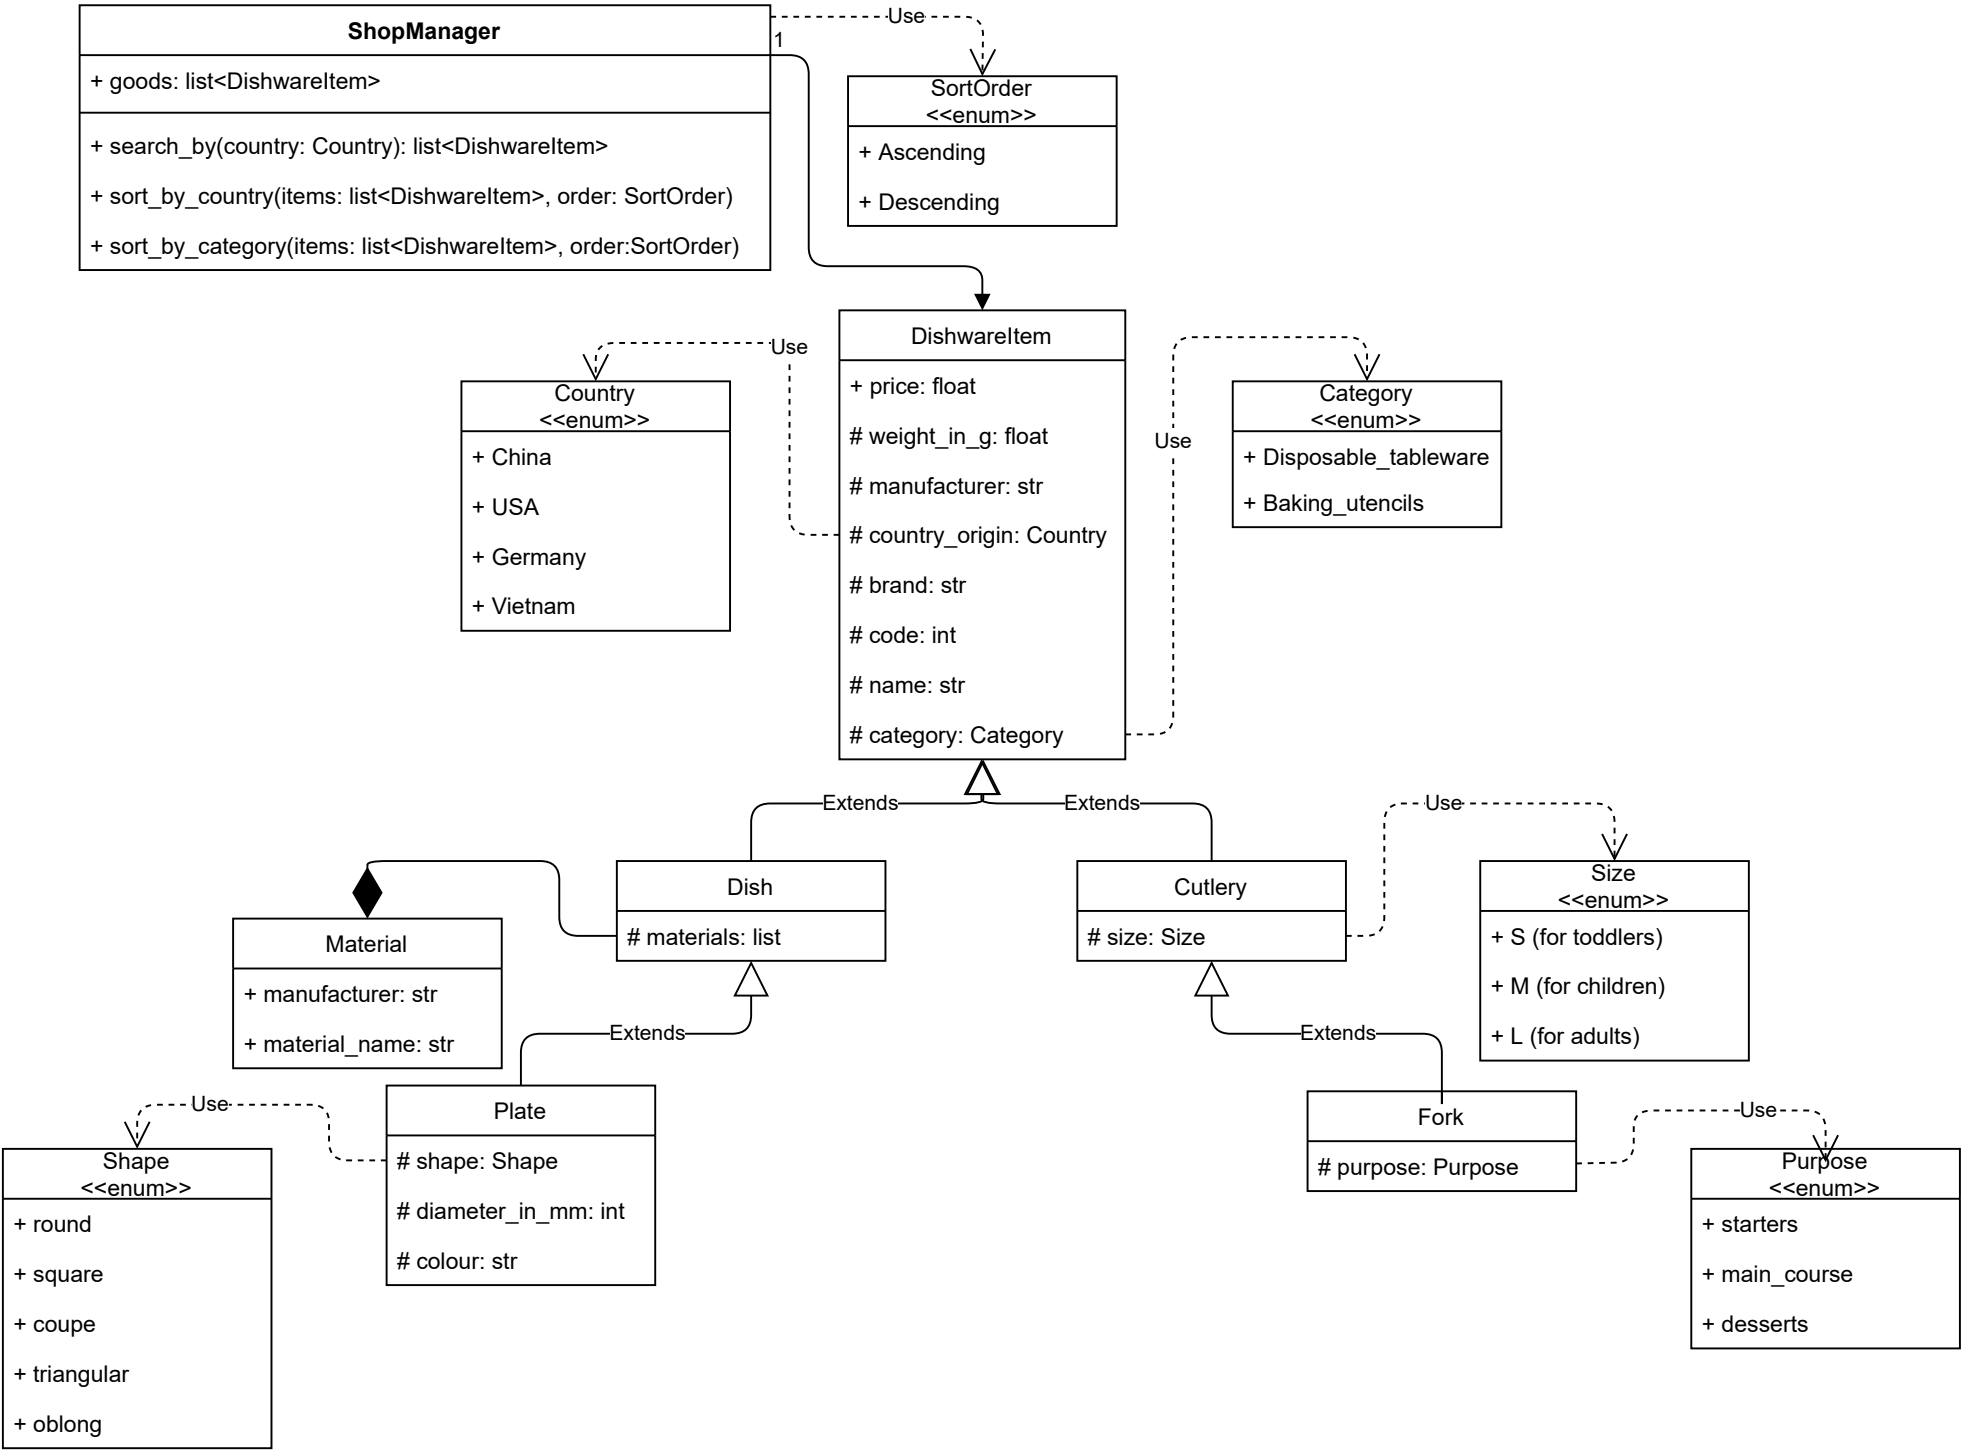 ShopManager
+ goods: list<DishwareItem>
+ search_by(country: Country): list<DishwareItem>
+ sort_by_country(items: list<DishwareItem>, order: SortOrder)
+ sort_by_category(items: list<DishwareItem>, order:SortOrder)
1
Use
SortOrder
<<enum>>
+ Ascending
+ Descending
DishwareItem
+ price: float
# weight_in_g: float
# manufacturer: str
# country_origin: Country
# brand: str
# code: int
# name: str
# category: Category
Use
Country
<<enum>>
+ China
+ USA
+ Germany
+ Vietnam
Use
Category
<<enum>>
+ Disposable_tableware
+ Baking_utencils
Extends
Extends
Dish
# materials: list
Cutlery
# size: Size
Use
Size
<<enum>>
+ S (for toddlers)
+ M (for children)
+ L (for adults)
Material
+ manufacturer: str
+ material_name: str
Extends
Extends
Plate
# shape: Shape
# diameter_in_mm: int
# colour: str
Use
Shape
<<enum>>
+ round
+ square
+ coupe
+ triangular
+ oblong
Fork
# purpose: Purpose
Use
Purpose
<<enum>>
+ starters
+ main_course
+ desserts